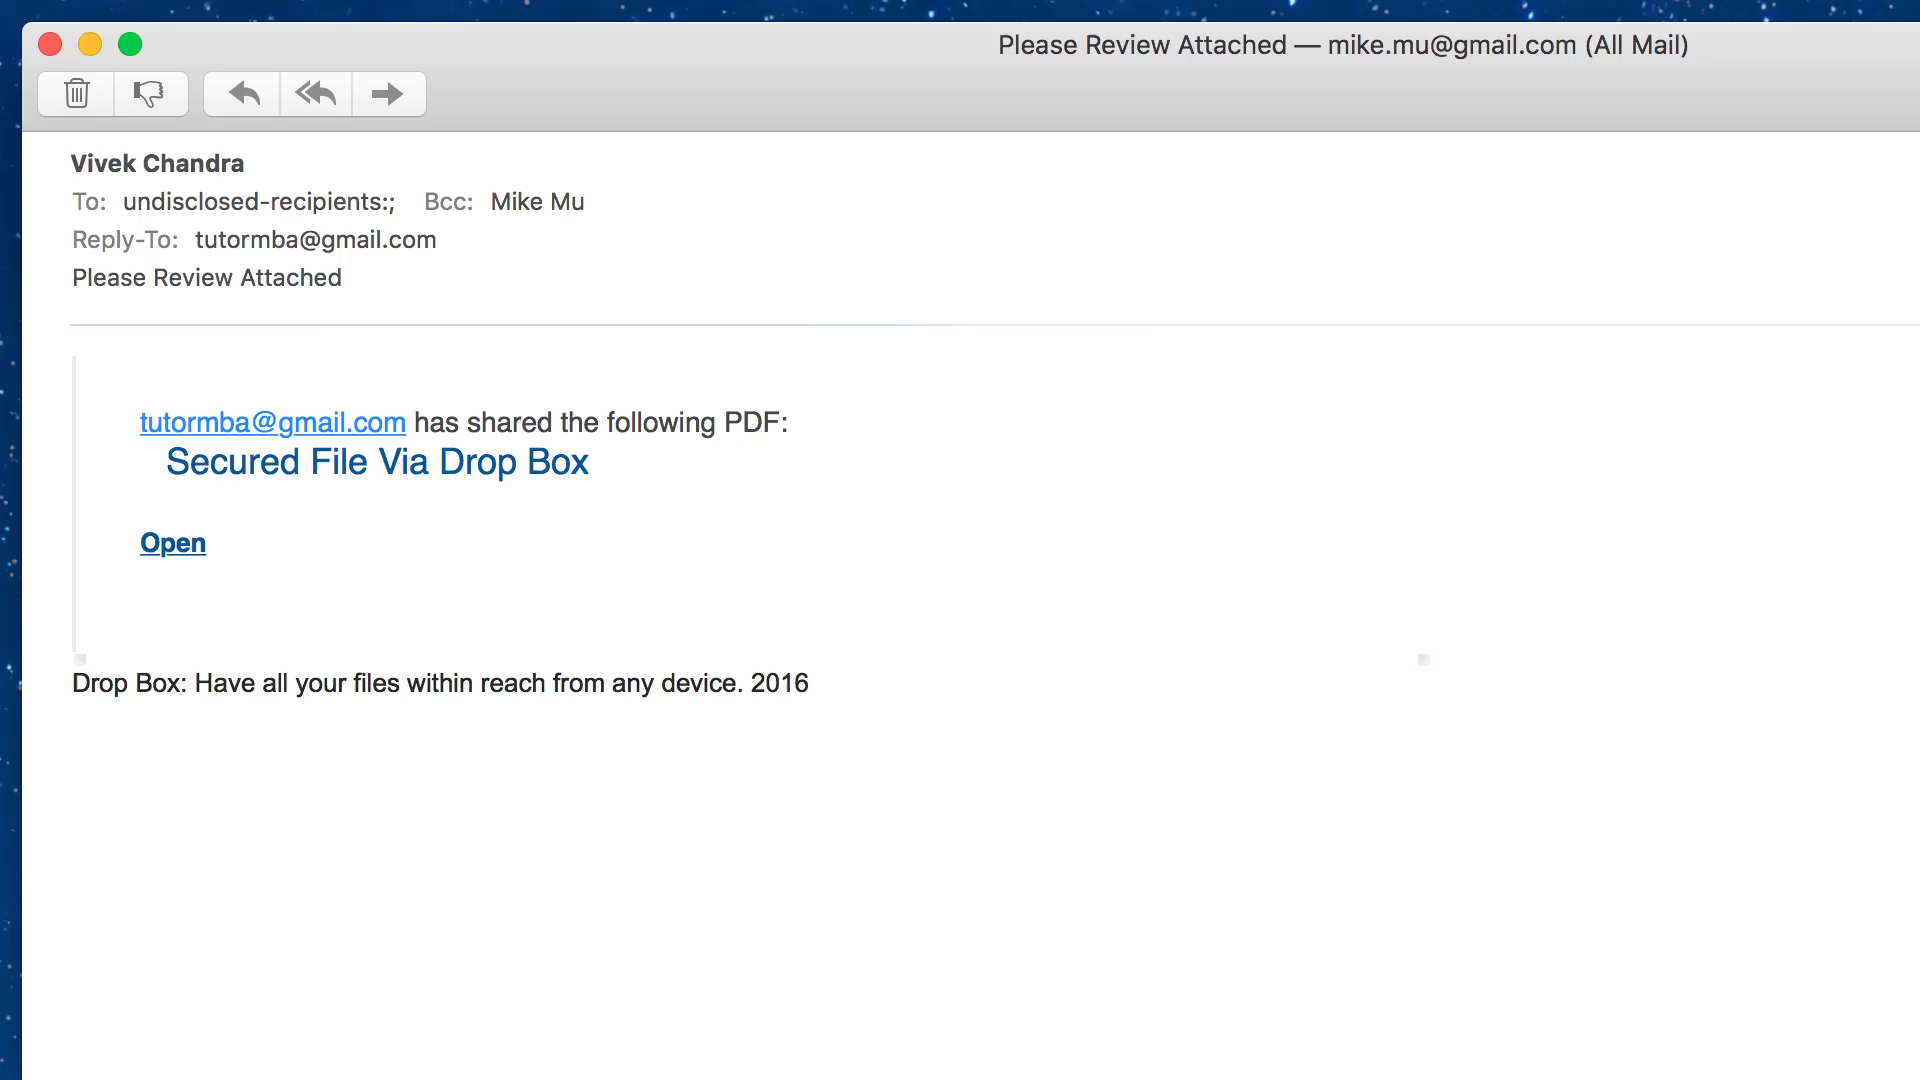 Please Review Attached — mike.mu@gmail.com (All Mail)
Vivek Chandra
To: undisclosed-recipients:; Bcc: Mike Mu
Reply-To: tutormba@gmail.com
Please Review Attached
tutormba@gmail.com has shared the following PDF:
Secured File Via Drop Box
Open
Drop Box: Have all your files within reach from any device. 2016